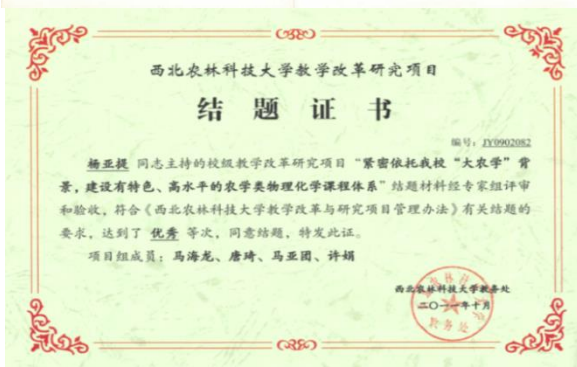 西北农林科技大学教学改革研究项目
结题证书
编号：JY0902082
杨亚提 同志主持的校级教学改革研究项目“紧密依托我校“大农学”背
景，建设有特色、高水平的农学类物理化学课程体系”结题材料经专家组评审
和验收，符合《西北农林科技大学教学改革与研究项目管理办法》有关结题的
要求，达到了 优秀 等次，同意结题，特发此证。
项目组成员：马海龙、唐琦、马亚团、许娟
西北农林科技大学教务处
二〇一一年十月
教务处